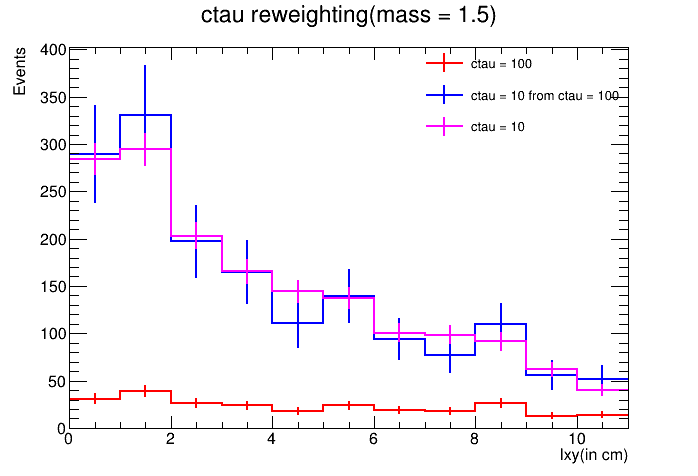 ctau reweighting(mass = 1.5)
Events
400
350
300
250
200
150
100
50
0
ctau = 100
ctau = 10 from ctau = 100
ctau = 10
0 2 4 6 8 10
lxy(in cm)